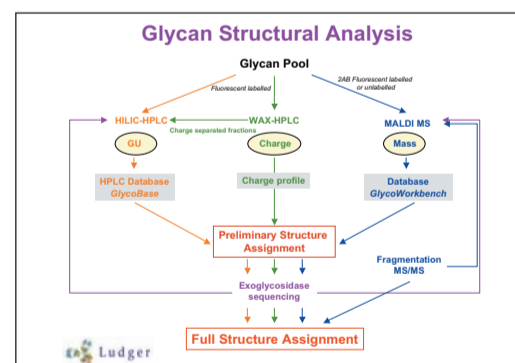 Glycan Structural Analysis
Glycan Pool
Fluorescent labelled
2AB Fluorescent labelled
or unlabelled
HILIC-HPLC
WAX-HPLC
MALDI MS
Charge separated fractions
GU
Charge
Mass
HPLC Database
GlycoBase
Charge profile
Database
GlycoWorkbench
Preliminary Structure
Assignment
Fragmentation
MS/MS
Exoglycosidase
sequencing
Full Structure Assignment
Ludger